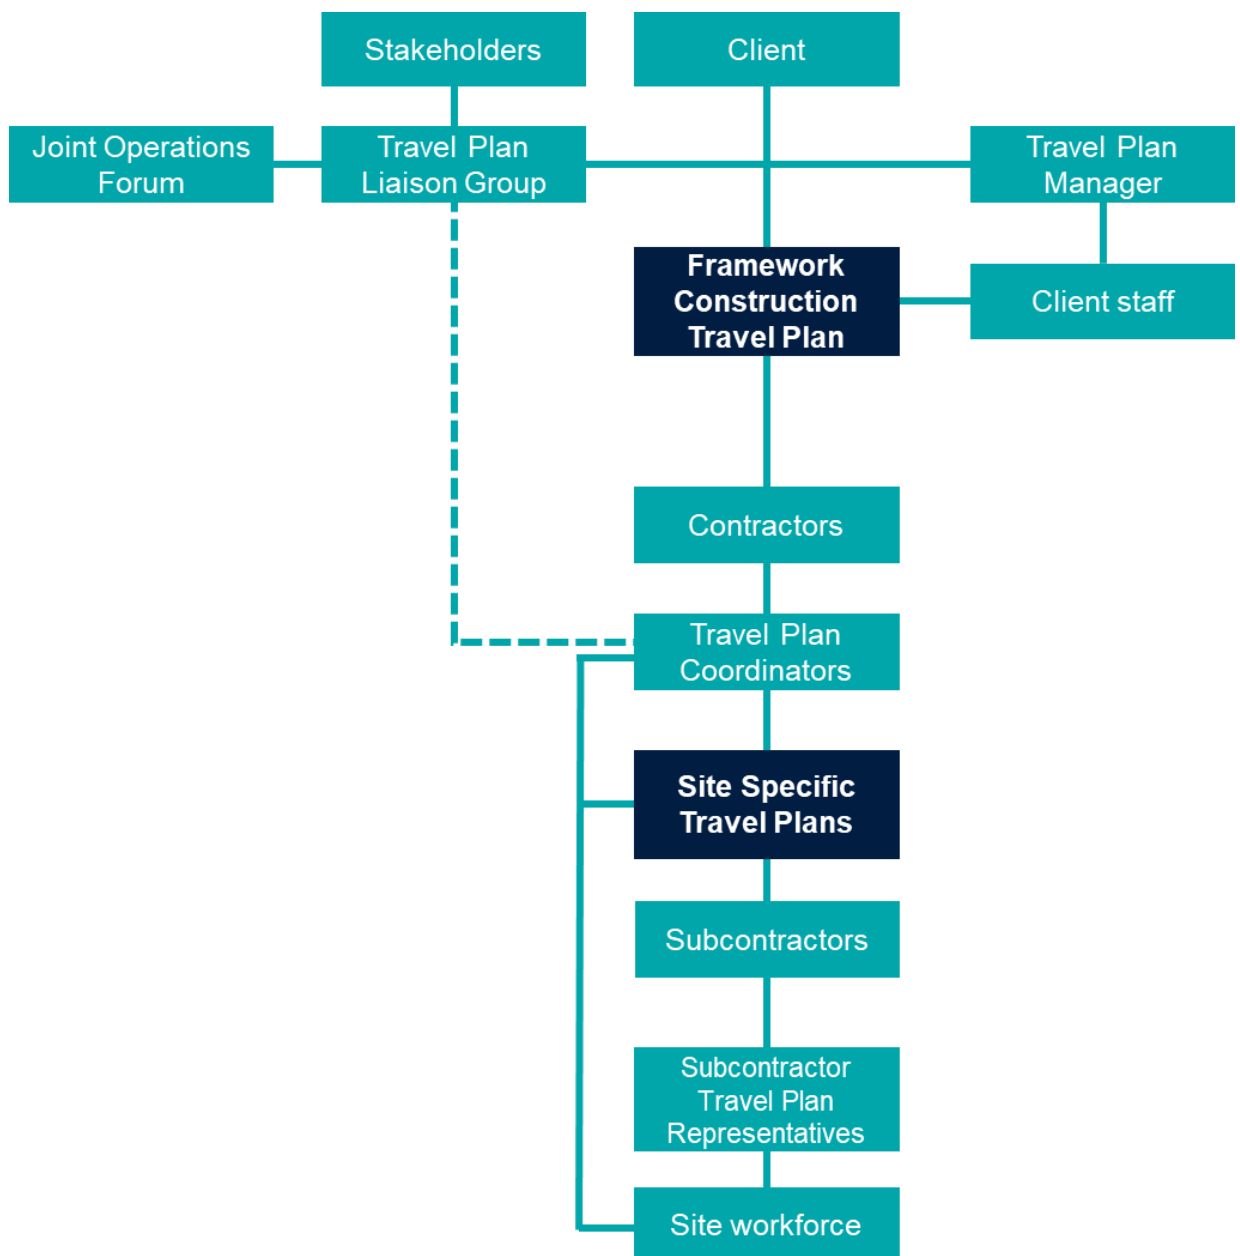 Stakeholders
Client
Joint Operations
Forum
Travel Plan
Liaison Group
Travel Plan
Manager
Framework
Construction
Travel Plan
Client staff
Contractors
Travel Plan
Coordinators
Site Specific
Travel Plans
Subcontractors
Subcontractor
Travel Plan
Representatives
Site workforce